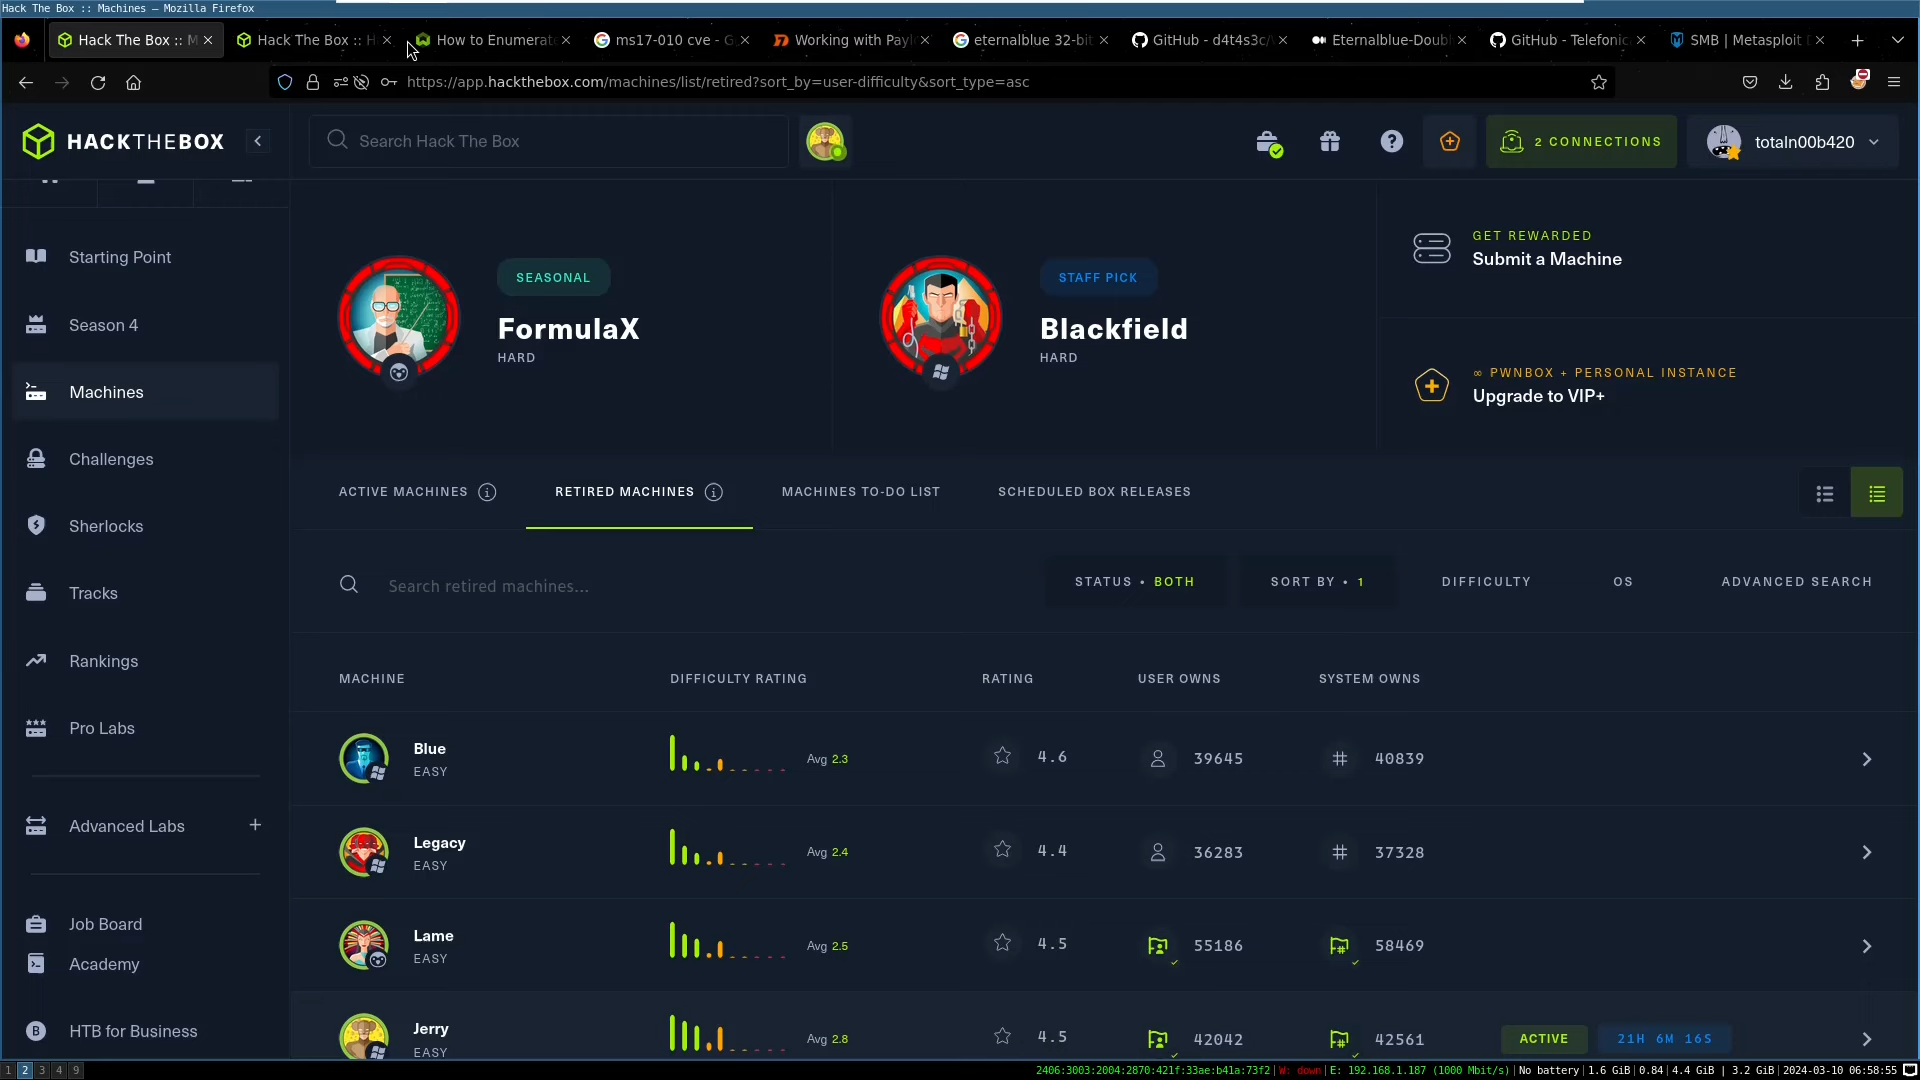 Hack The Box :: Machines — Mozilla Firefox
Hack The Box :: M
Hack The Box :: H
How to Enumerat
ms17-010 cve - G
Working with Payl
eternalblue 32-bit
GitHub - d4t4s3c/
Eternalblue-Doubl
GitHub - Telefonic
SMB | Metasploit
https://app.hackthebox.com/machines/list/retired?sort_by=user-difficulty&sort_type=asc
HACKTHEBOX
Search Hack The Box
2 CONNECTIONS
totaln00b420
Starting Point
Season 4
Machines
Challenges
Sherlocks
Tracks
Rankings
Pro Labs
Advanced Labs +
Job Board
Academy
B HTB for Business
SEASONAL
FormulaX
HARD
STAFF PICK
Blackfield
HARD
GET REWARDED
Submit a Machine
∞ PWNBOX + PERSONAL INSTANCE
Upgrade to VIP+
ACTIVE MACHINES
RETIRED MACHINES
MACHINES TO-DO LIST
SCHEDULED BOX RELEASES
Search retired machines...
STATUS • BOTH
SORT BY • 1
DIFFICULTY
OS
ADVANCED SEARCH
MACHINE DIFFICULTY RATING RATING USER OWNS SYSTEM OWNS
Blue
EASY
Avg 2.3
4.6
39645
# 40839
Legacy
EASY
Avg 2.4
4.4
36283
# 37328
Lame
EASY
Avg 2.5
4.5
55186
58469
Jerry
EASY
Avg 2.8
4.5
42042
42561
ACTIVE
21H 6M 16S
1 2 3 4 9
2406:3003:2004:2870:421f:33ae:b41a:73f2|W: down|E: 192.168.1.187 (1000 Mbit/s)|No battery|1.6 GiB|0.84|4.4 GiB | 3.2 GiB|2024-03-10 06:58:55